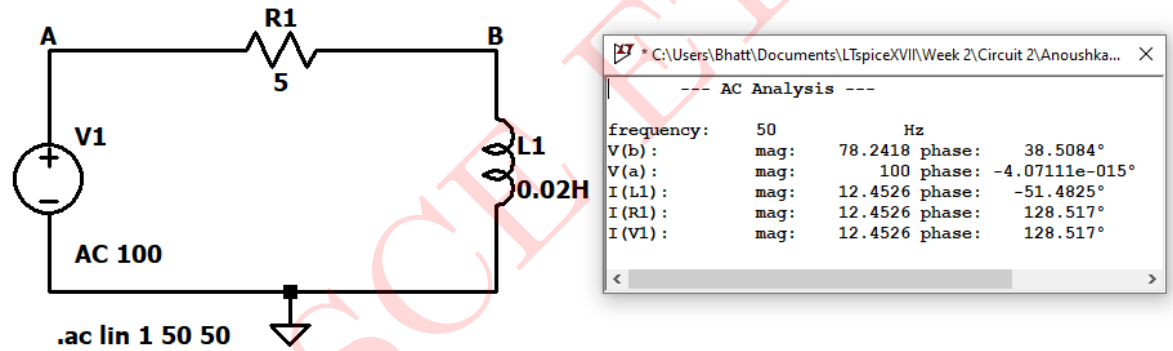 R1
A
B
5
V1
L1
0.02H
AC 100
.ac lin 1 50 50
* C:\Users\Bhatt\Documents\LTspiceXVII\Week 2\Circuit 2\Anoushka...
--- AC Analysis ---
frequency: 50 Hz
V(b): mag: 78.2418 phase: 38.5084°
V(a): mag: 100 phase: -4.07111e-015°
I(L1): mag: 12.4526 phase: -51.4825°
I(R1): mag: 12.4526 phase: 128.517°
I(V1): mag: 12.4526 phase: 128.517°